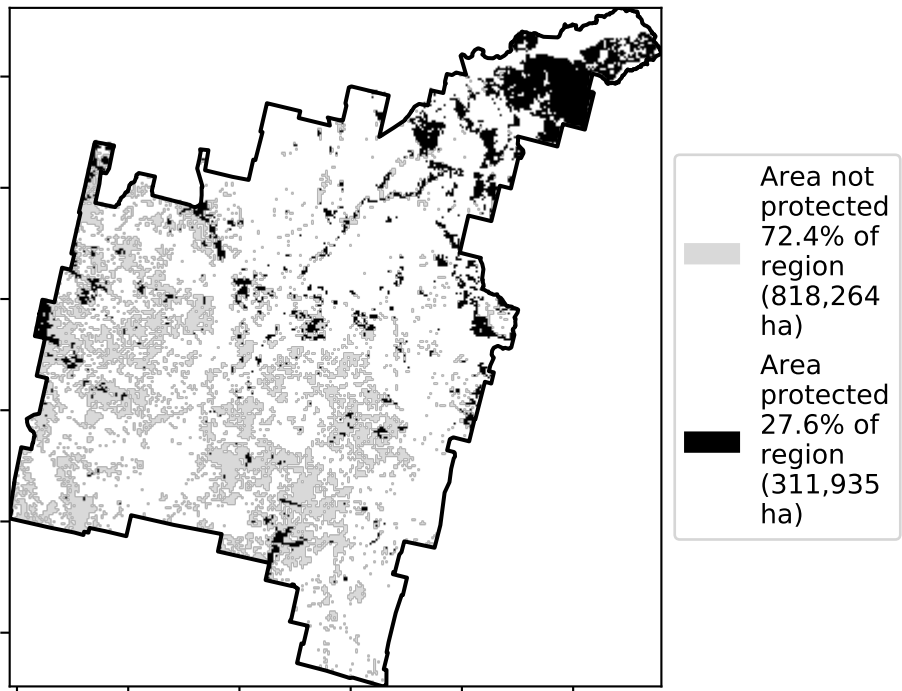 Area not
protected
72.4% of
region
(818,264
ha)
Area
protected
27.6% of
region
(311,935
ha)